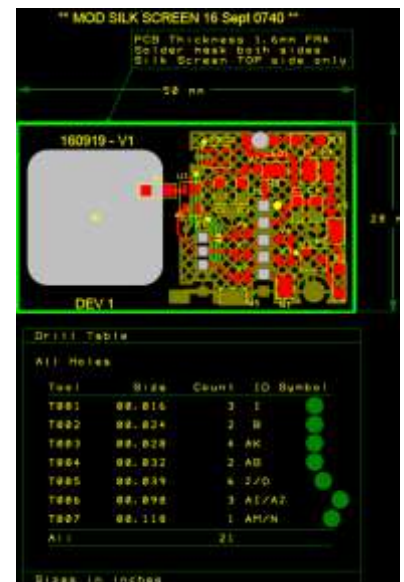 ** MOD SILK SCREEN 16 Sept 0740 **
PCB Thickness 1.6mm FR4
Solder mask both sides
Silk Screen TOP side only
50 mm
160919 - V1
28
DEV 1
Drill Table
All Holes
Tool Size Count ID Symbol
T001 00.016 3 I
T002 00.024 2 B
T003 00.028 4 AK
T004 00.032 2 AB
T005 00.039 6 J/O
T006 00.098 3 AI/AZ
T007 00.118 1 AM/N
All 21
Sizes in inches